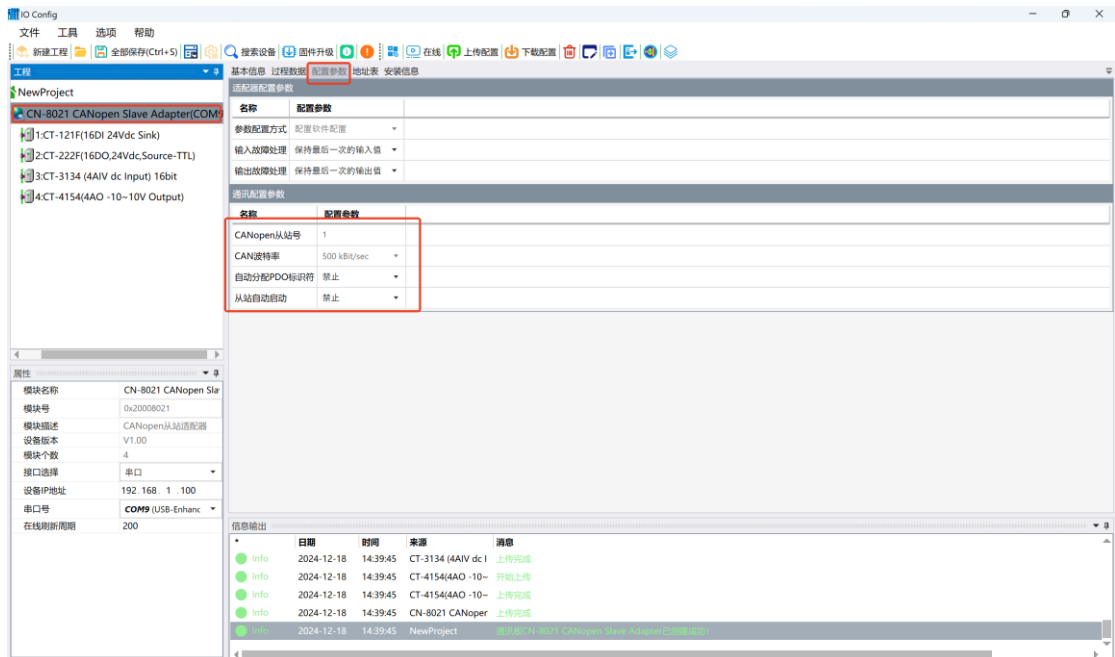 IO Config
文件 工具 选项 帮助
新建工程 全部保存(Ctrl+S) 搜索设备 固件升级 在线 上传配置 下载配置
工程
NewProject
CN-8021 CANopen Slave Adapter(COM9
1:CT-121F(16DI 24Vdc Sink)
2:CT-222F(16DO,24Vdc,Source-TTL)
3:CT-3134 (4AIV dc Input) 16bit
4:CT-4154(4AO -10~10V Output)
基本信息 过程数据 配置参数 地址表 安装信息
适配器配置参数
名称 配置参数
参数配置方式 配置软件配置
输入故障处理 保持最后一次的输入值
输出故障处理 保持最后一次的输出值
通讯配置参数
名称 配置参数
CANopen从站号 1
CAN波特率 500 kBit/sec
自动分配PDO标识符 禁止
从站自动启动 禁止
属性
模块名称 CN-8021 CANopen Sla
模块号 0x20008021
模块描述 CANopen从站适配器
设备版本 V1.00
模块个数 4
接口选择 串口
设备IP地址 192.168. 1 .100
串口号 COM9 (USB-Enhanc
在线刷新周期 200
信息输出
* 日期 时间 来源 消息
Info 2024-12-18 14:39:45 CT-3134 (4AIV dc I 上传完成
Info 2024-12-18 14:39:45 CT-4154(4AO -10~ 开始上传
Info 2024-12-18 14:39:45 CT-4154(4AO -10~ 上传完成
Info 2024-12-18 14:39:45 CN-8021 CANoper 上传完成
Info 2024-12-18 14:39:45 NewProject 通讯板CN-8021 CANopen Slave Adapter已创建成功!